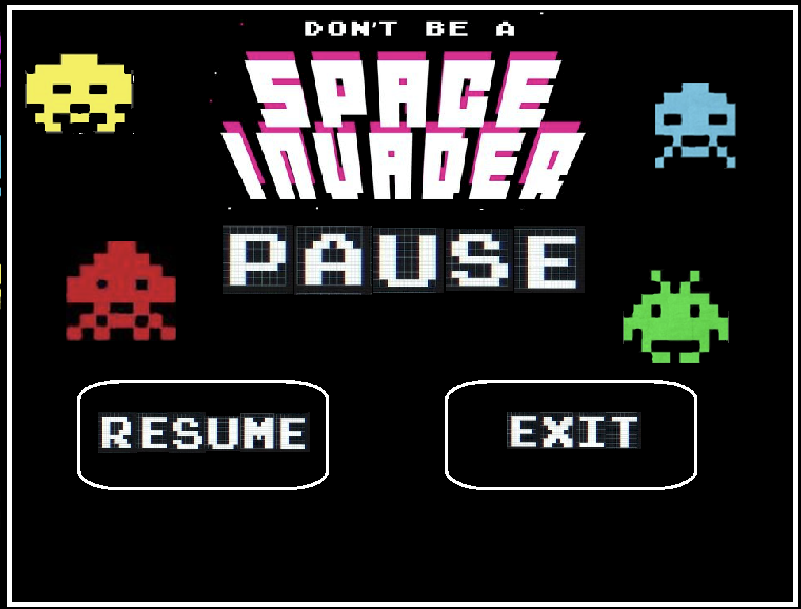 DON'T BE A
SPACE
INVADER
PAUSE
RESUME
EXIT